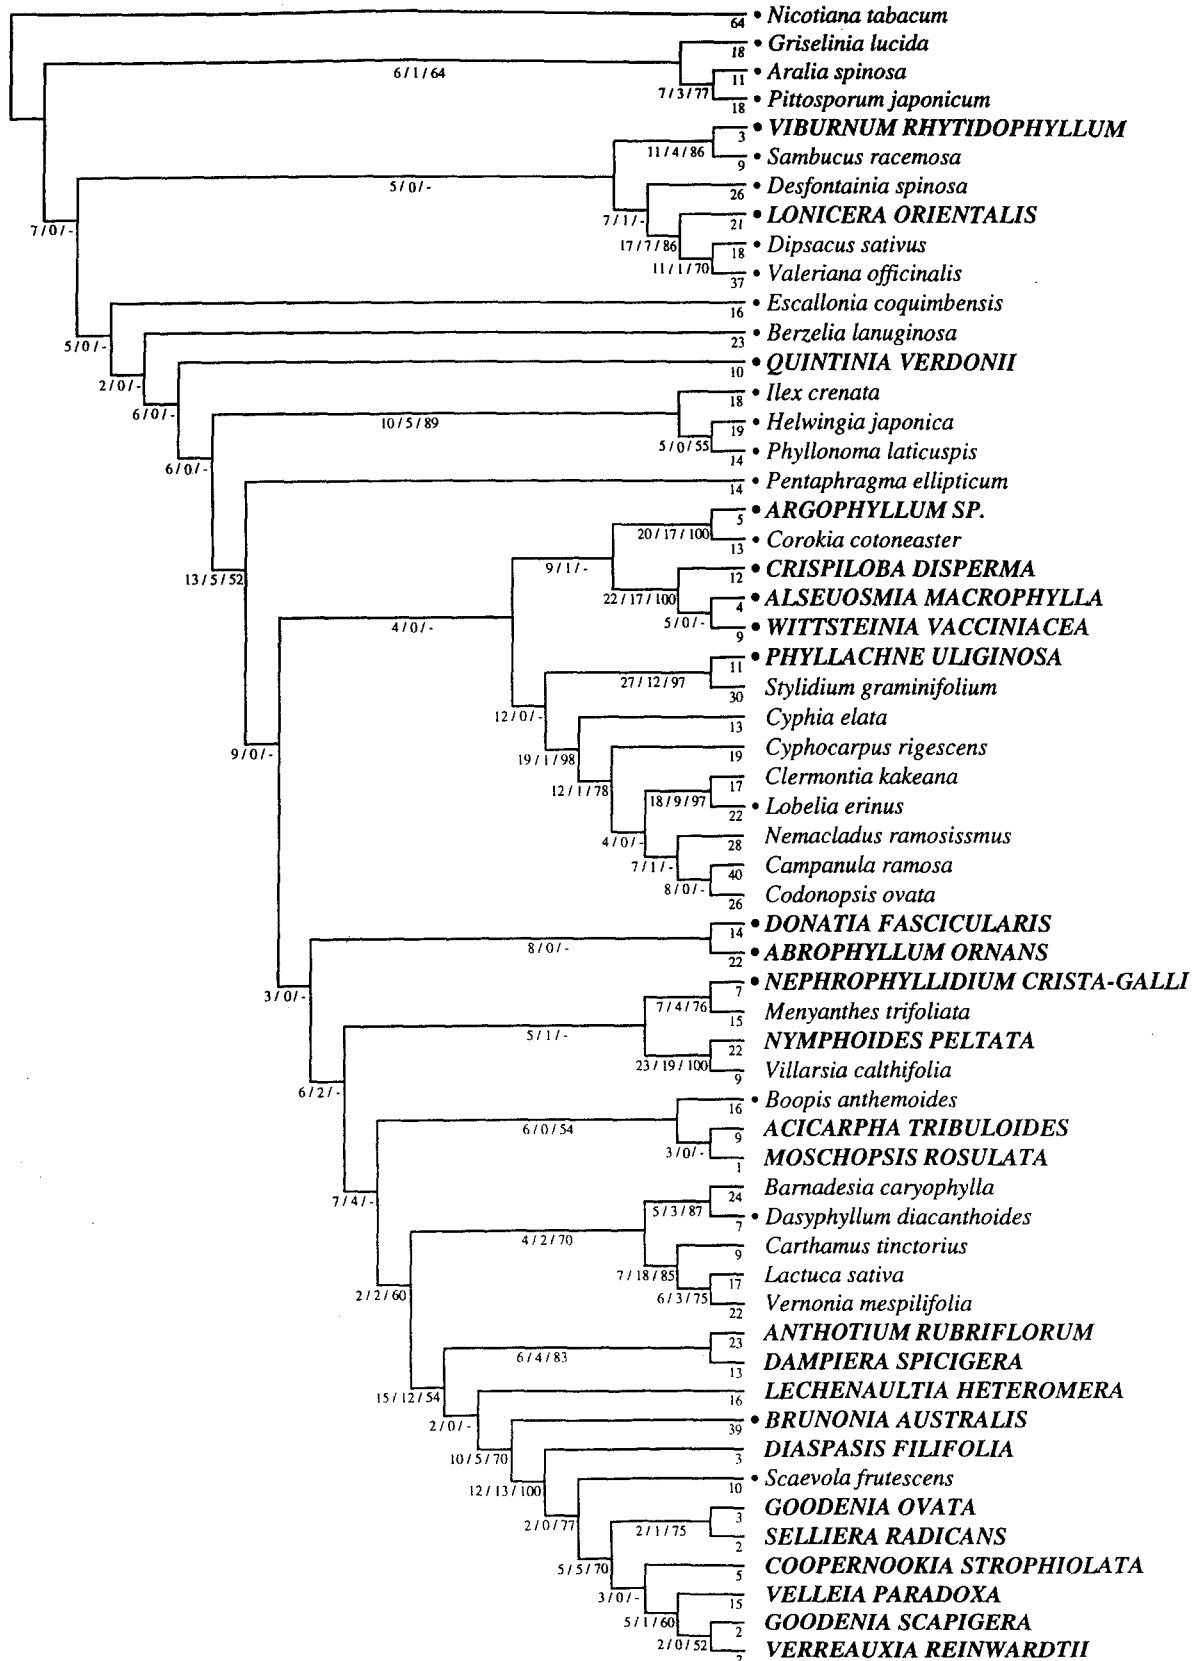 64 • Nicotiana tabacum
18 • Griselinia lucida
6 / 1 / 64
11 • Aralia spinosa
7 / 3 / 77
18 • Pittosporum japonicum
3 • VIBURNUM RHYTIDOPHYLLUM
11 / 4 / 86
9 • Sambucus racemosa
5 / 0 / -
26 • Desfontainia spinosa
7 / 1 / -
21 • LONICERA ORIENTALIS
7 / 0 / -
17 / 7 / 86
18 • Dipsacus sativus
11 / 1 / 70
37 • Valeriana officinalis
16 • Escallonia coquimbensis
5 / 0 / -
23 • Berzelia lanuginosa
2 / 0 / -
10 • QUINTINIA VERDONII
6 / 0 / -
18 • Ilex crenata
10 / 5 / 89
19 • Helwingia japonica
5 / 0 / 55
14 • Phyllonoma laticuspis
6 / 0 / -
14 • Pentaphragma ellipticum
5 • ARGOPHYLLUM SP.
20 / 17 / 100
13 • Corokia cotoneaster
9 / 1 / -
12 • CRISPILOBA DISPERMA
13 / 5 / 52
22 / 17 / 100
4 • ALSEUOSMIA MACROPHYLLA
5 / 0 / -
9 • WITTSTEINIA VACCINIACEA
4 / 0 / -
11 • PHYLLACHNE ULIGINOSA
27 / 12 / 97
30 Stylidium graminifolium
12 / 0 / -
13 Cyphia elata
9 / 0 / -
19 / 1 / 98
19 Cyphocarpus rigescens
12 / 1 / 78
17 Clermontia kakeana
18 / 9 / 97
22 • Lobelia erinus
4 / 0 / -
28 Nemacladus ramosissmus
7 / 1 / -
40 Campanula ramosa
8 / 0 / -
26 Codonopsis ovata
14 • DONATIA FASCICULARIS
8 / 0 / -
22 • ABROPHYLLUM ORNANS
3 / 0 / -
7 • NEPHROPHYLLIDIUM CRISTA-GALLI
7 / 4 / 76
15 Menyanthes trifoliata
5 / 1 / -
22 NYMPHOIDES PELTATA
23 / 19 / 100
9 Villarsia calthifolia
6 / 2 / -
16 • Boopis anthemoides
6 / 0 / 54
9 ACICARPHA TRIBULOIDES
3 / 0 / -
1 MOSCHOPSIS ROSULATA
7 / 4 / -
24 Barnadesia caryophylla
5 / 3 / 87
7 • Dasyphyllum diacanthoides
4 / 2 / 70
9 Carthamus tinctorius
7 / 18 / 85
17 Lactuca sativa
2 / 2 / 60
6 / 3 / 75
22 Vernonia mespilifolia
23 ANTHOTIUM RUBRIFLORUM
6 / 4 / 83
13 DAMPIERA SPICIGERA
15 / 12 / 54
16 LECHENAULTIA HETEROMERA
2 / 0 / -
39 • BRUNONIA AUSTRALIS
10 / 5 / 70
3 DIASPASIS FILIFOLIA
12 / 13 / 100
10 • Scaevola frutescens
2 / 0 / 77
3 GOODENIA OVATA
2 / 1 / 75
2 SELLIERA RADICANS
5 / 5 / 70
5 COOPERNOOKIA STROPHIOLATA
3 / 0 / -
15 VELLEIA PARADOXA
5 / 1 / 60
2 GOODENIA SCAPIGERA
2 / 0 / 52
VERREAUXIA REINWARDTII